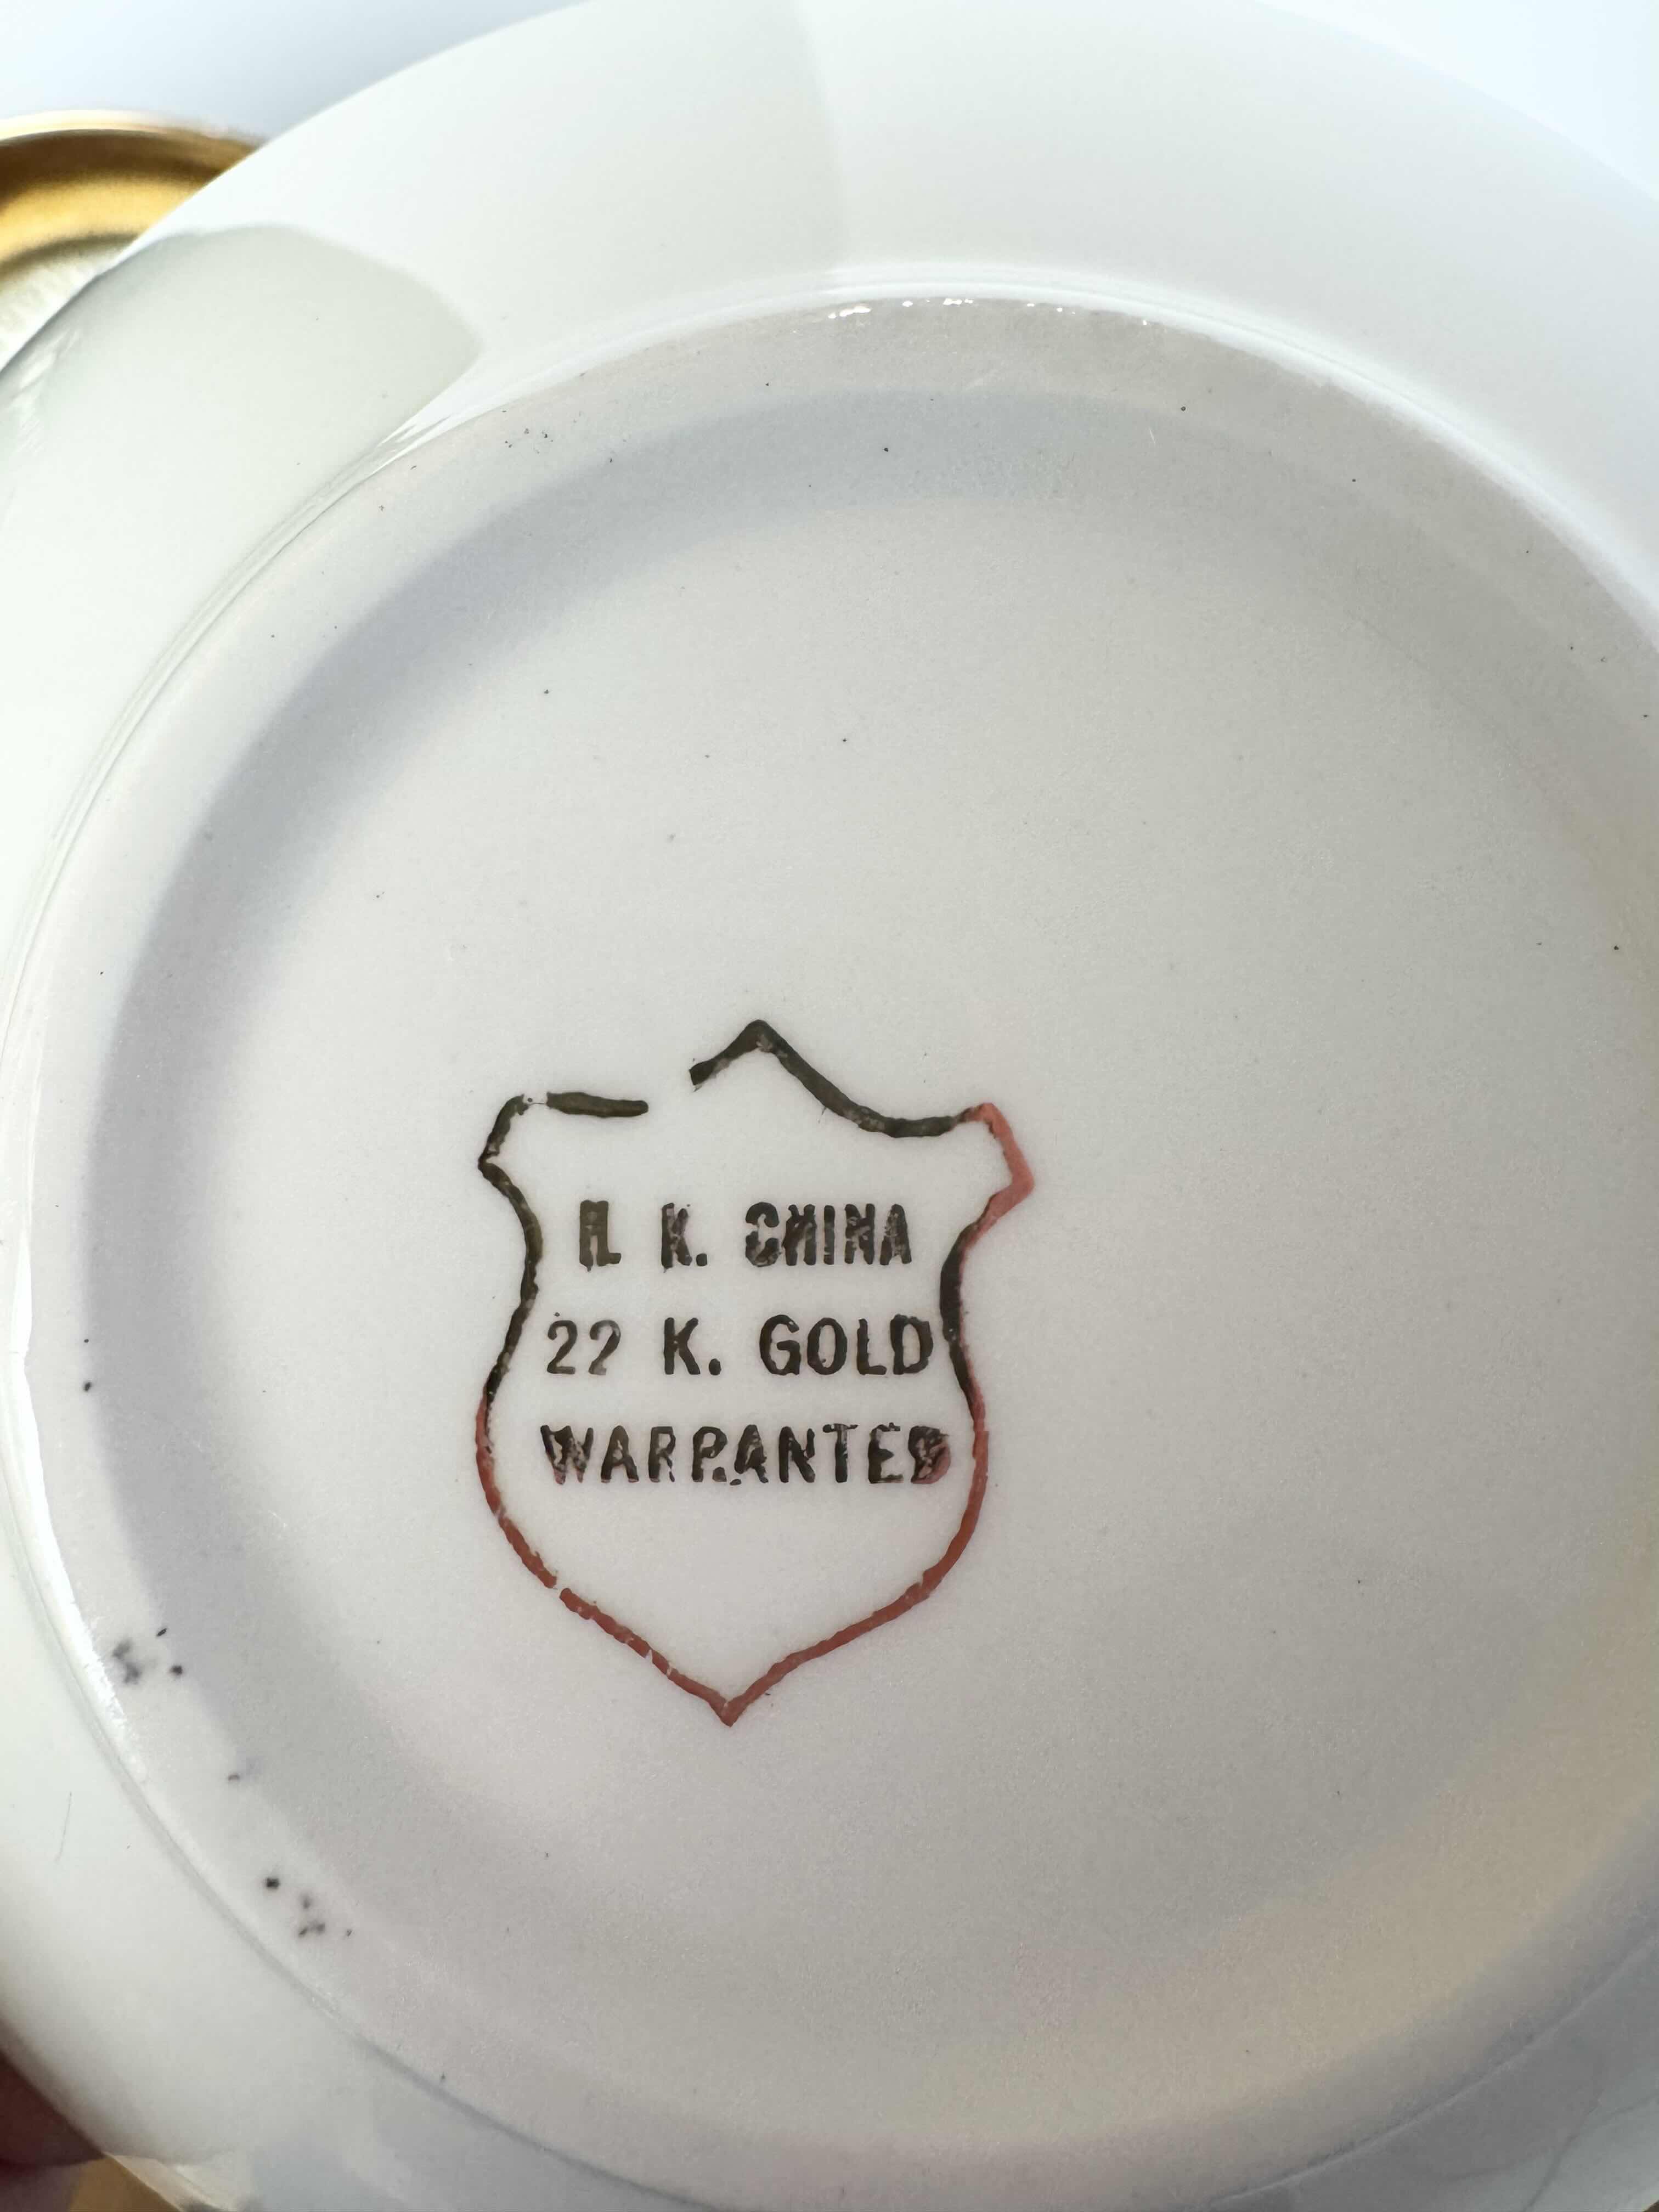 H. K. CHINA
22 K. GOLD
WARRANTED